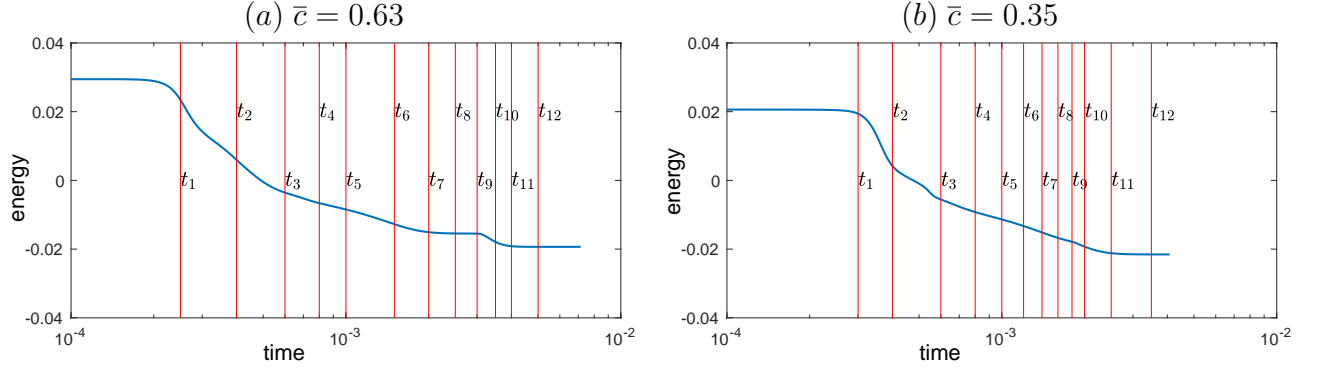 (a) c̅ = 0.63
0.04
0.02
0
-0.02
-0.04
energy
t₁
t₂
t₃
t₄
t₅
t₆
t₇
t₈
t₉
t₁₀
t₁₁
t₁₂
10⁻⁴
10⁻³
10⁻²
time
(b) c̅ = 0.35
0.04
0.02
0
-0.02
-0.04
energy
t₁
t₂
t₃
t₄
t₅
t₆
t₇
t₈
t₉
t₁₀
t₁₁
t₁₂
10⁻⁴
10⁻³
10⁻²
time